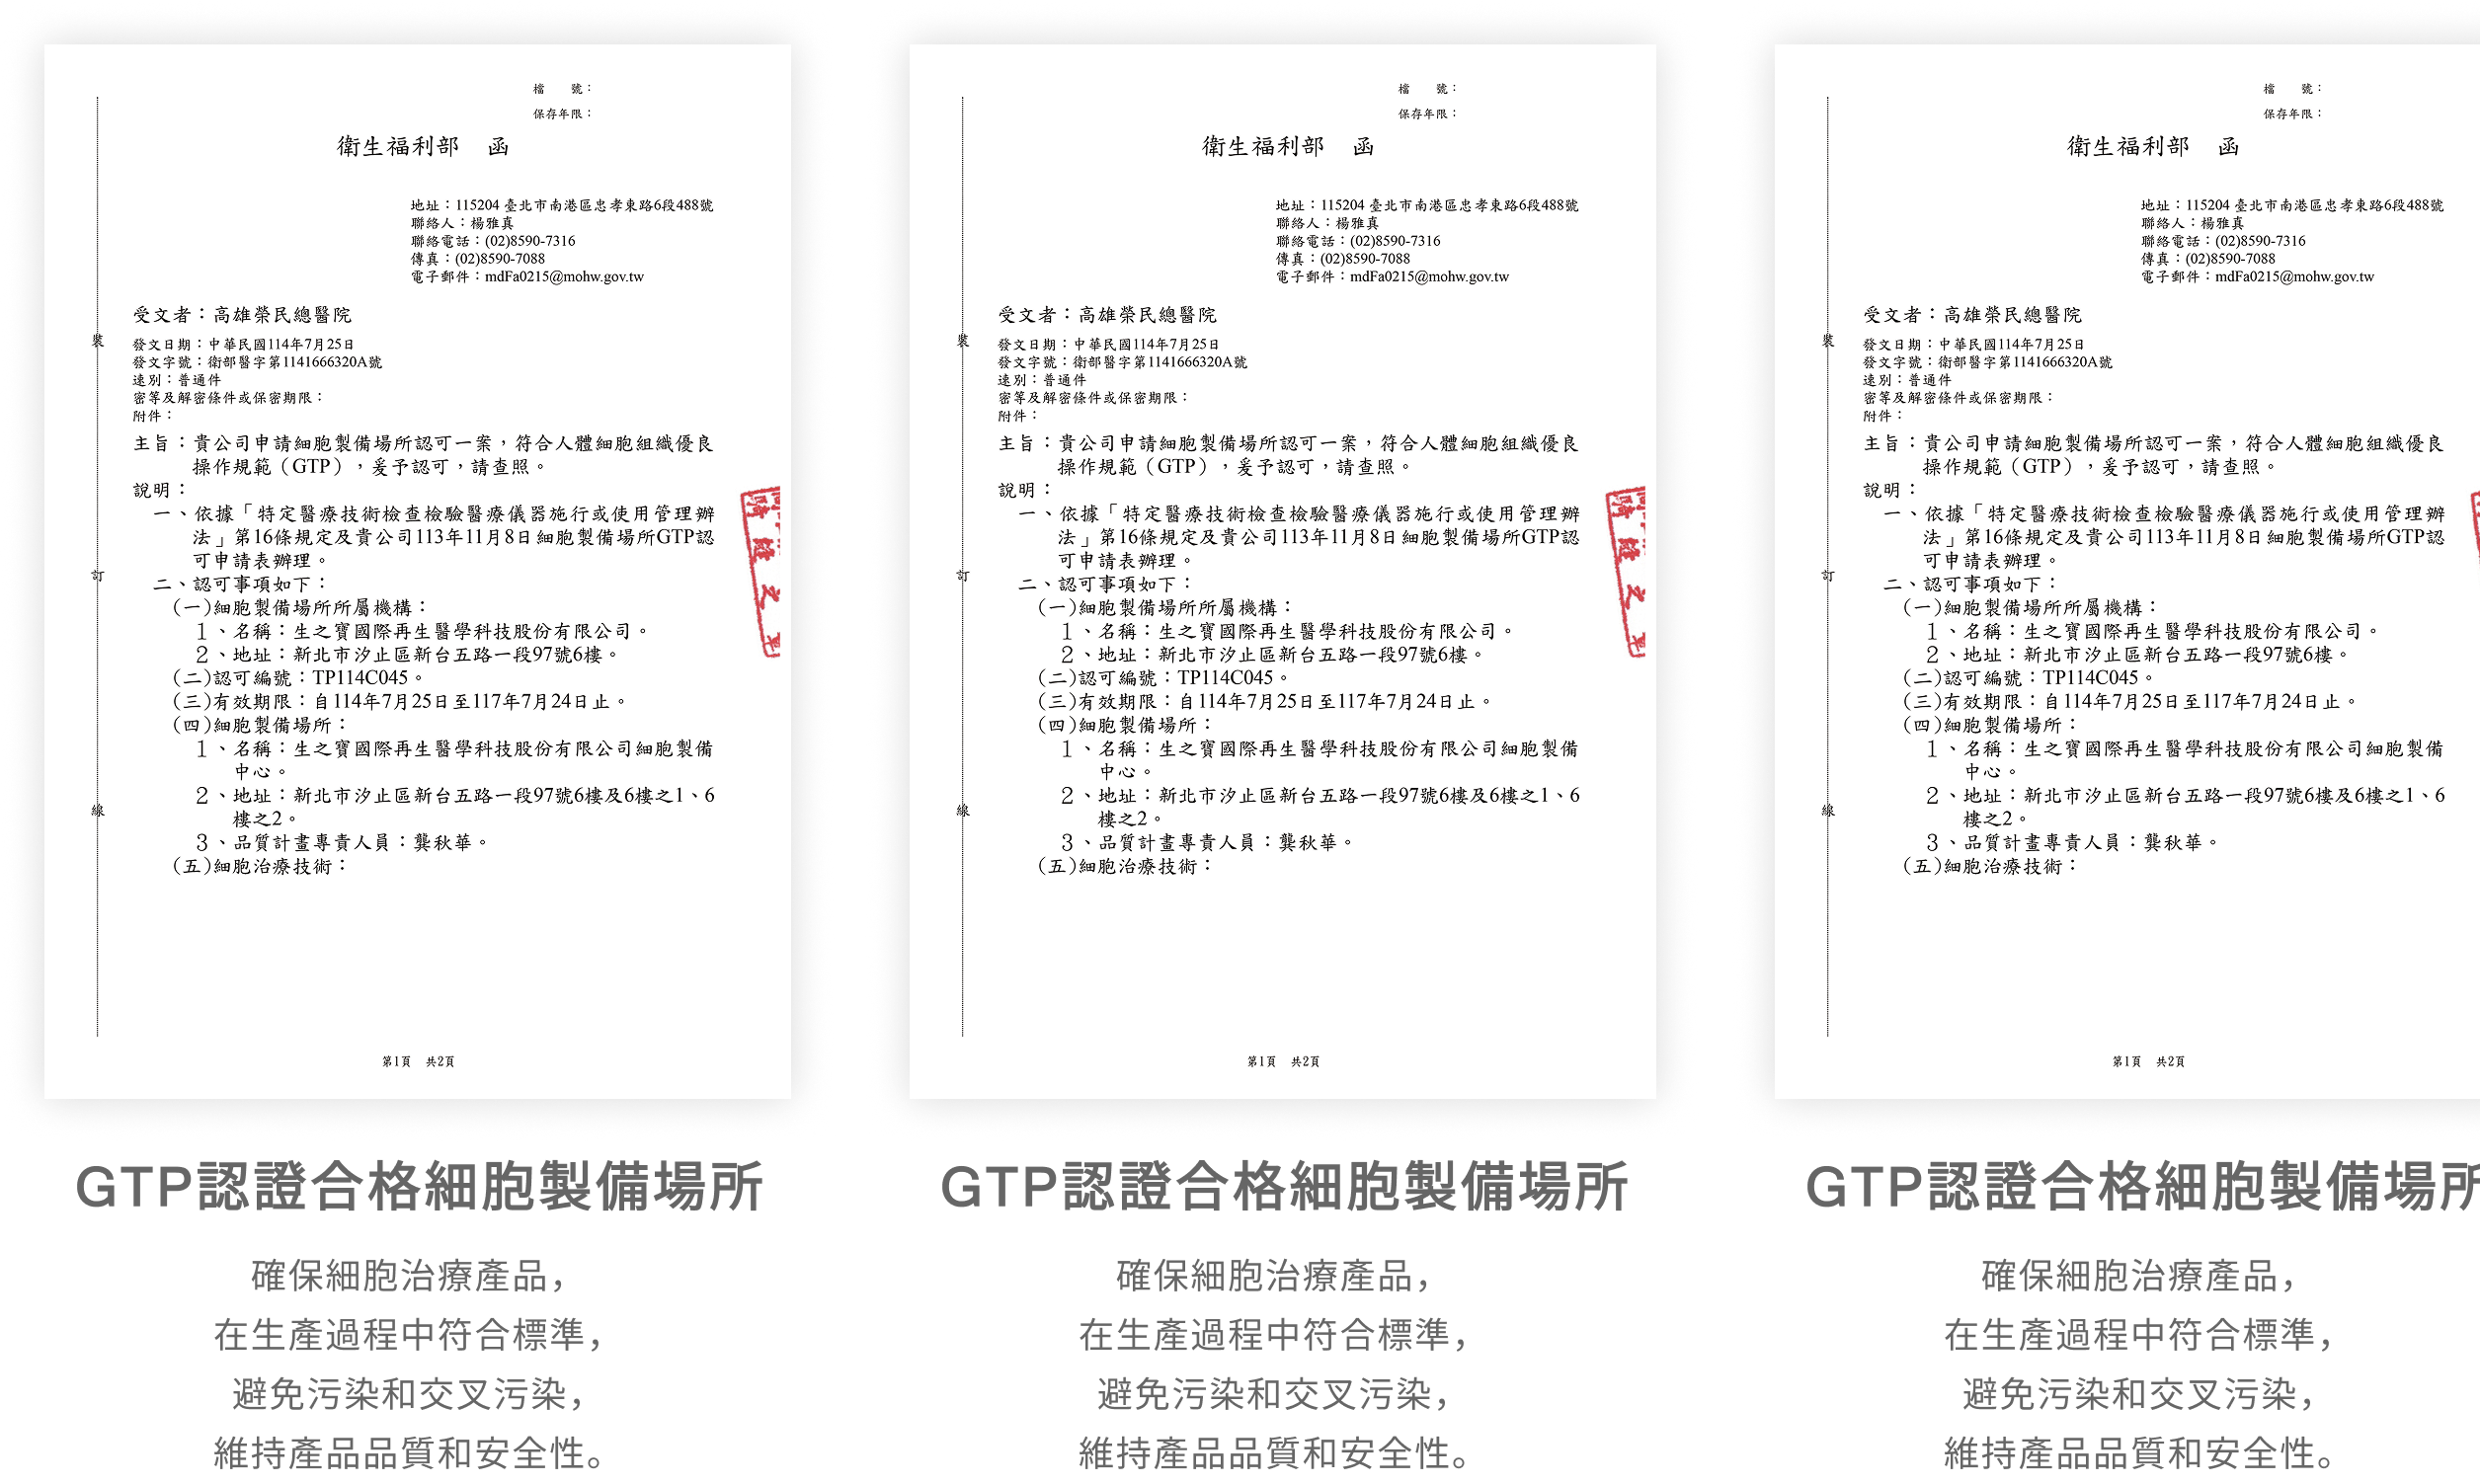 檔　　號：
保存年限：
衛生福利部　函
地址：115204 臺北市南港區忠孝東路6段488號
聯絡人：楊雅真
聯絡電話：(02)8590-7316
傳真：(02)8590-7088
電子郵件：mdFa0215@mohw.gov.tw
受文者：高雄榮民總醫院
發文日期：中華民國114年7月25日
發文字號：衛部醫字第1141666320A號
速別：普通件
密等及解密條件或保密期限：
附件：
主旨：貴公司申請細胞製備場所認可一案，符合人體細胞組織優良
操作規範（GTP），爰予認可，請查照。
說明：
一、依據「特定醫療技術檢查檢驗醫療儀器施行或使用管理辦
法」第16條規定及貴公司113年11月8日細胞製備場所GTP認
可申請表辦理。
二、認可事項如下：
(一)細胞製備場所所屬機構：
１、名稱：生之寶國際再生醫學科技股份有限公司。
２、地址：新北市汐止區新台五路一段97號6樓。
(二)認可編號：TP114C045。
(三)有效期限：自114年7月25日至117年7月24日止。
(四)細胞製備場所：
１、名稱：生之寶國際再生醫學科技股份有限公司細胞製備
中心。
２、地址：新北市汐止區新台五路一段97號6樓及6樓之1、6
樓之2。
３、品質計畫專責人員：龔秋華。
(五)細胞治療技術：
裝
訂
線
第1頁　共2頁
GTP認證合格細胞製備場所
確保細胞治療產品，
在生產過程中符合標準，
避免污染和交叉污染，
維持產品品質和安全性。
檔　　號：
保存年限：
衛生福利部　函
地址：115204 臺北市南港區忠孝東路6段488號
聯絡人：楊雅真
聯絡電話：(02)8590-7316
傳真：(02)8590-7088
電子郵件：mdFa0215@mohw.gov.tw
受文者：高雄榮民總醫院
發文日期：中華民國114年7月25日
發文字號：衛部醫字第1141666320A號
速別：普通件
密等及解密條件或保密期限：
附件：
主旨：貴公司申請細胞製備場所認可一案，符合人體細胞組織優良
操作規範（GTP），爰予認可，請查照。
說明：
一、依據「特定醫療技術檢查檢驗醫療儀器施行或使用管理辦
法」第16條規定及貴公司113年11月8日細胞製備場所GTP認
可申請表辦理。
二、認可事項如下：
(一)細胞製備場所所屬機構：
１、名稱：生之寶國際再生醫學科技股份有限公司。
２、地址：新北市汐止區新台五路一段97號6樓。
(二)認可編號：TP114C045。
(三)有效期限：自114年7月25日至117年7月24日止。
(四)細胞製備場所：
１、名稱：生之寶國際再生醫學科技股份有限公司細胞製備
中心。
２、地址：新北市汐止區新台五路一段97號6樓及6樓之1、6
樓之2。
３、品質計畫專責人員：龔秋華。
(五)細胞治療技術：
裝
訂
線
第1頁　共2頁
GTP認證合格細胞製備場所
確保細胞治療產品，
在生產過程中符合標準，
避免污染和交叉污染，
維持產品品質和安全性。
檔　　號：
保存年限：
衛生福利部　函
地址：115204 臺北市南港區忠孝東路6段488號
聯絡人：楊雅真
聯絡電話：(02)8590-7316
傳真：(02)8590-7088
電子郵件：mdFa0215@mohw.gov.tw
受文者：高雄榮民總醫院
發文日期：中華民國114年7月25日
發文字號：衛部醫字第1141666320A號
速別：普通件
密等及解密條件或保密期限：
附件：
主旨：貴公司申請細胞製備場所認可一案，符合人體細胞組織優良
操作規範（GTP），爰予認可，請查照。
說明：
一、依據「特定醫療技術檢查檢驗醫療儀器施行或使用管理辦
法」第16條規定及貴公司113年11月8日細胞製備場所GTP認
可申請表辦理。
二、認可事項如下：
(一)細胞製備場所所屬機構：
１、名稱：生之寶國際再生醫學科技股份有限公司。
２、地址：新北市汐止區新台五路一段97號6樓。
(二)認可編號：TP114C045。
(三)有效期限：自114年7月25日至117年7月24日止。
(四)細胞製備場所：
１、名稱：生之寶國際再生醫學科技股份有限公司細胞製備
中心。
２、地址：新北市汐止區新台五路一段97號6樓及6樓之1、6
樓之2。
３、品質計畫專責人員：龔秋華。
(五)細胞治療技術：
裝
訂
線
第1頁　共2頁
GTP認證合格細胞製備場所
確保細胞治療產品，
在生產過程中符合標準，
避免污染和交叉污染，
維持產品品質和安全性。